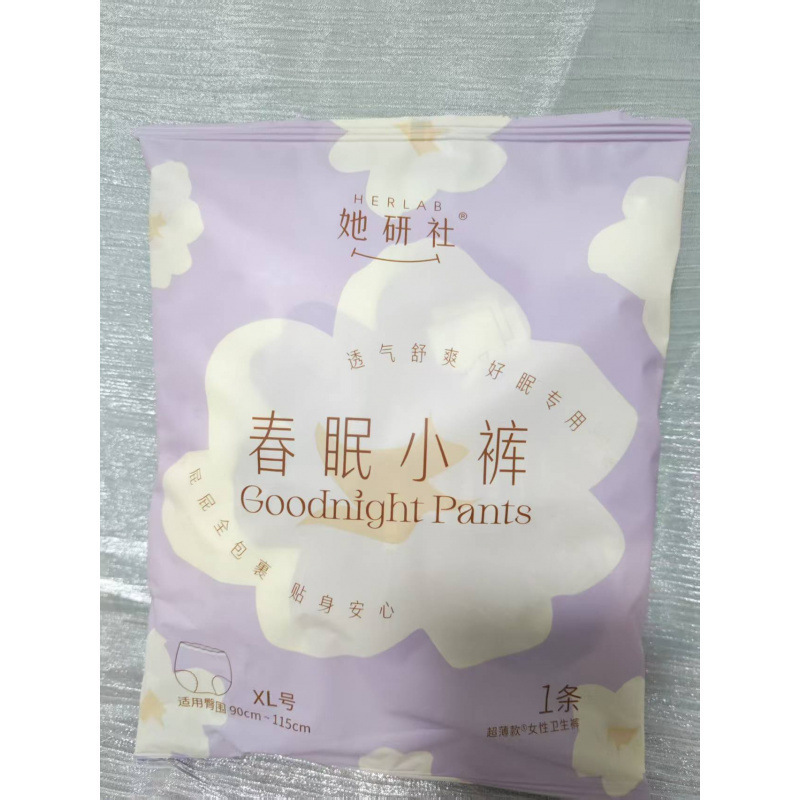 HERLAB
她研社®
透气舒爽 好眠专用
春眠小裤
Goodnight Pants
屁屁全包裹 贴身安心
XL号
适用臀围 90cm~115cm
1条
超薄款①女性卫生裤